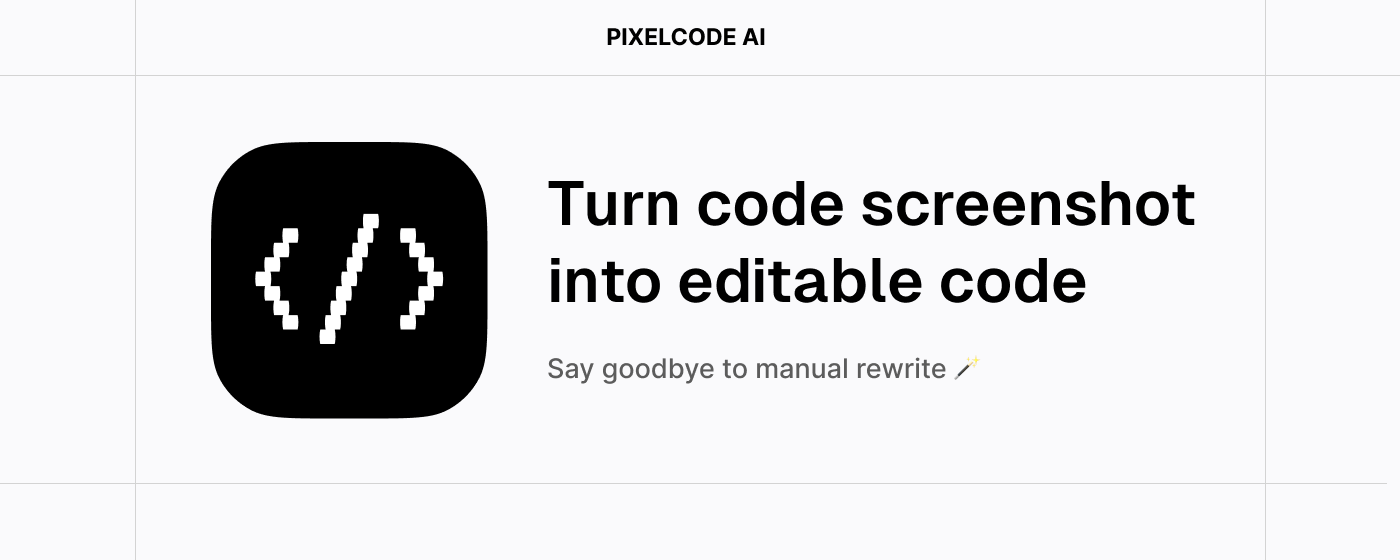 PIXELCODE AI
</>
Turn code screenshot
into editable code
Say goodbye to manual rewrite 🪄